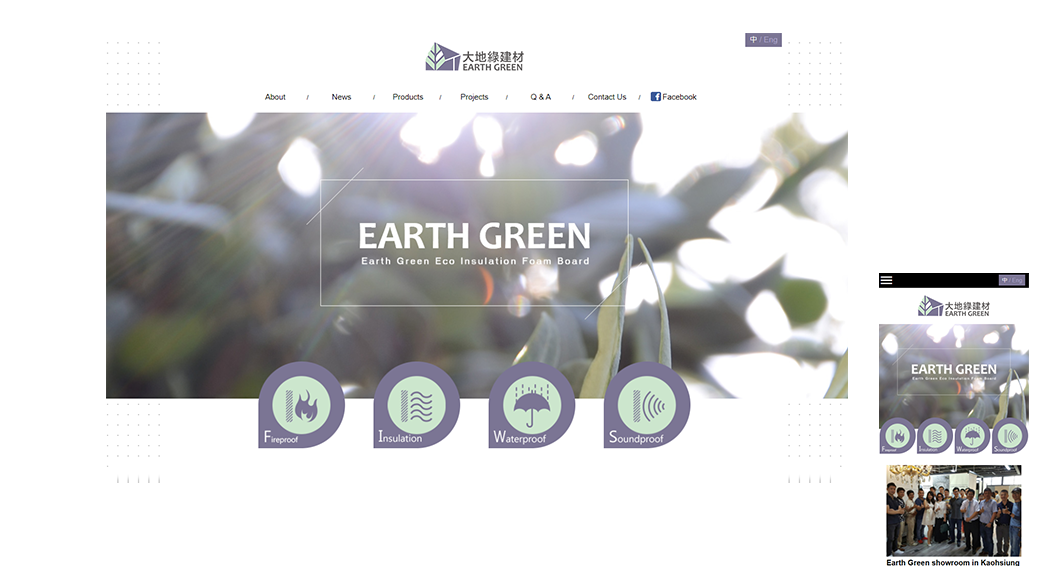 中 / Eng
大地綠建材
EARTH GREEN
About / News / Products / Projects / Q & A / Contact Us / Facebook
EARTH GREEN
Earth Green Eco Insulation Foam Board
Fireproof
Insulation
Waterproof
Soundproof
中 / Eng
大地綠建材
EARTH GREEN
EARTH GREEN
Earth Green Eco Insulation Foam Board
Fireproof
Insulation
Waterproof
Soundproof
Earth Green showroom in Kaohsiung